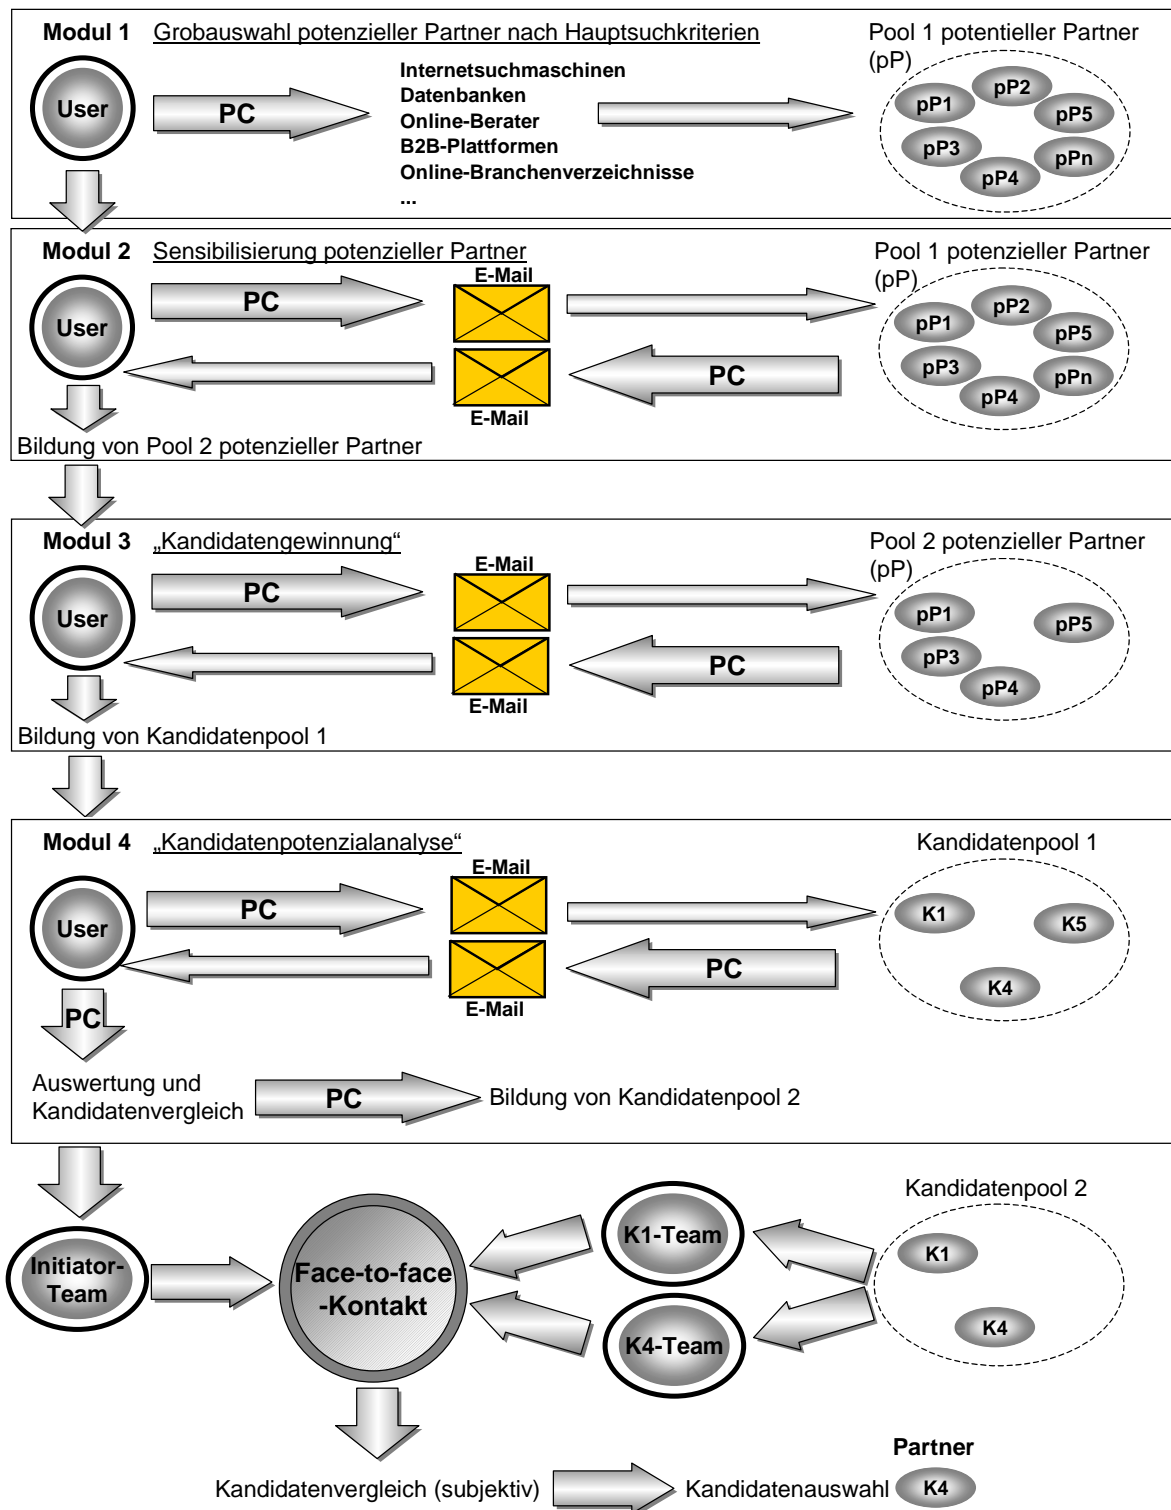 Modul 1 Grobauswahl potenzieller Partner nach Hauptsuchkriterien
Pool 1 potentieller Partner
(pP)
User
PC
Internetsuchmaschinen
Datenbanken
Online-Berater
B2B-Plattformen
Online-Branchenverzeichnisse
...
pP1
pP2
pP5
pP3
pPn
pP4
Modul 2 Sensibilisierung potenzieller Partner
Pool 1 potenzieller Partner
(pP)
User
PC
E-Mail
PC
E-Mail
pP1
pP2
pP5
pP3
pPn
pP4
Bildung von Pool 2 potenzieller Partner
Modul 3 „Kandidatengewinnung“
Pool 2 potenzieller Partner
(pP)
User
PC
E-Mail
PC
E-Mail
pP1
pP5
pP3
pP4
Bildung von Kandidatenpool 1
Modul 4 „Kandidatenpotenzialanalyse“
Kandidatenpool 1
User
PC
E-Mail
PC
E-Mail
K1
K5
K4
PC
Auswertung und
Kandidatenvergleich
PC
Bildung von Kandidatenpool 2
Kandidatenpool 2
Initiator-
Team
Face-to-face
-Kontakt
K1-Team
K4-Team
K1
K4
Kandidatenvergleich (subjektiv)
Kandidatenauswahl
Partner
K4